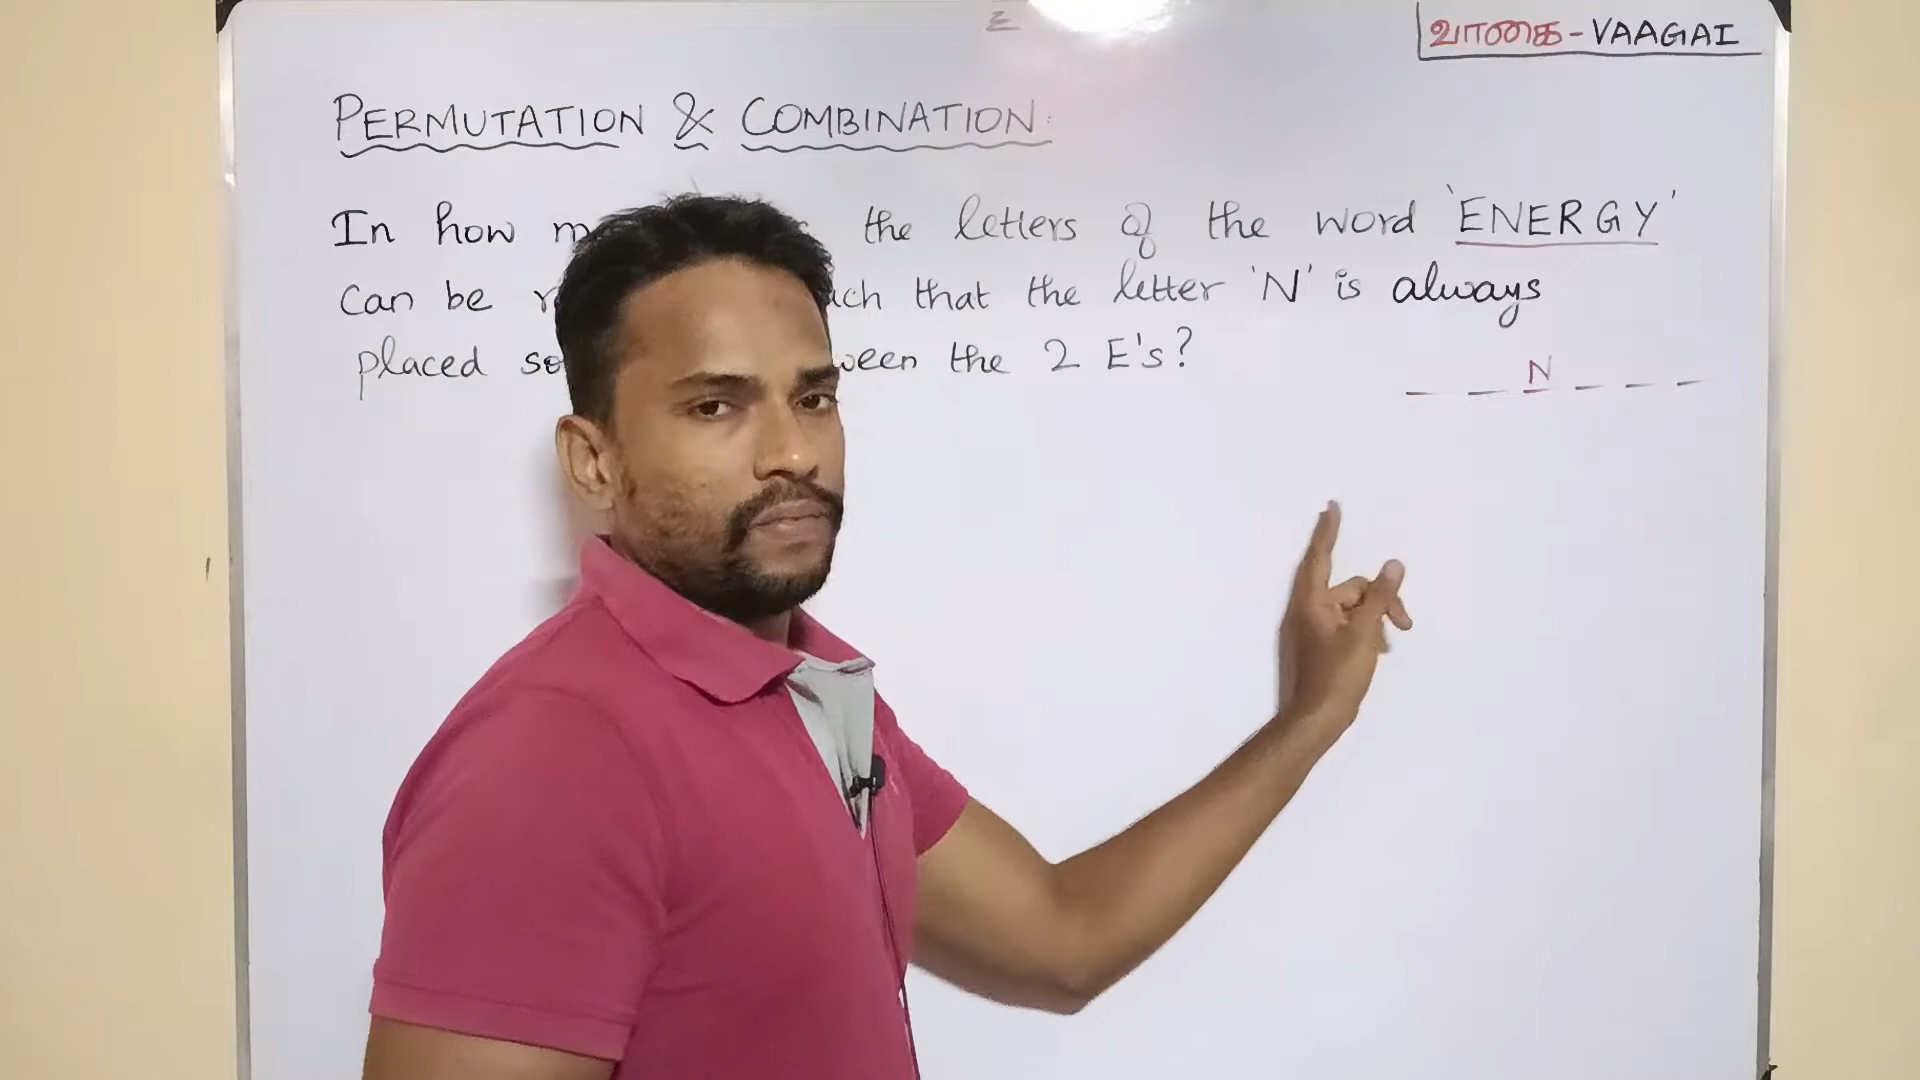 வாகை - VAAGAI
PERMUTATION & COMBINATION
In how the letters of the word 'ENERGY'
Can be that the letter 'N' is always
placed the 2 E's?
N